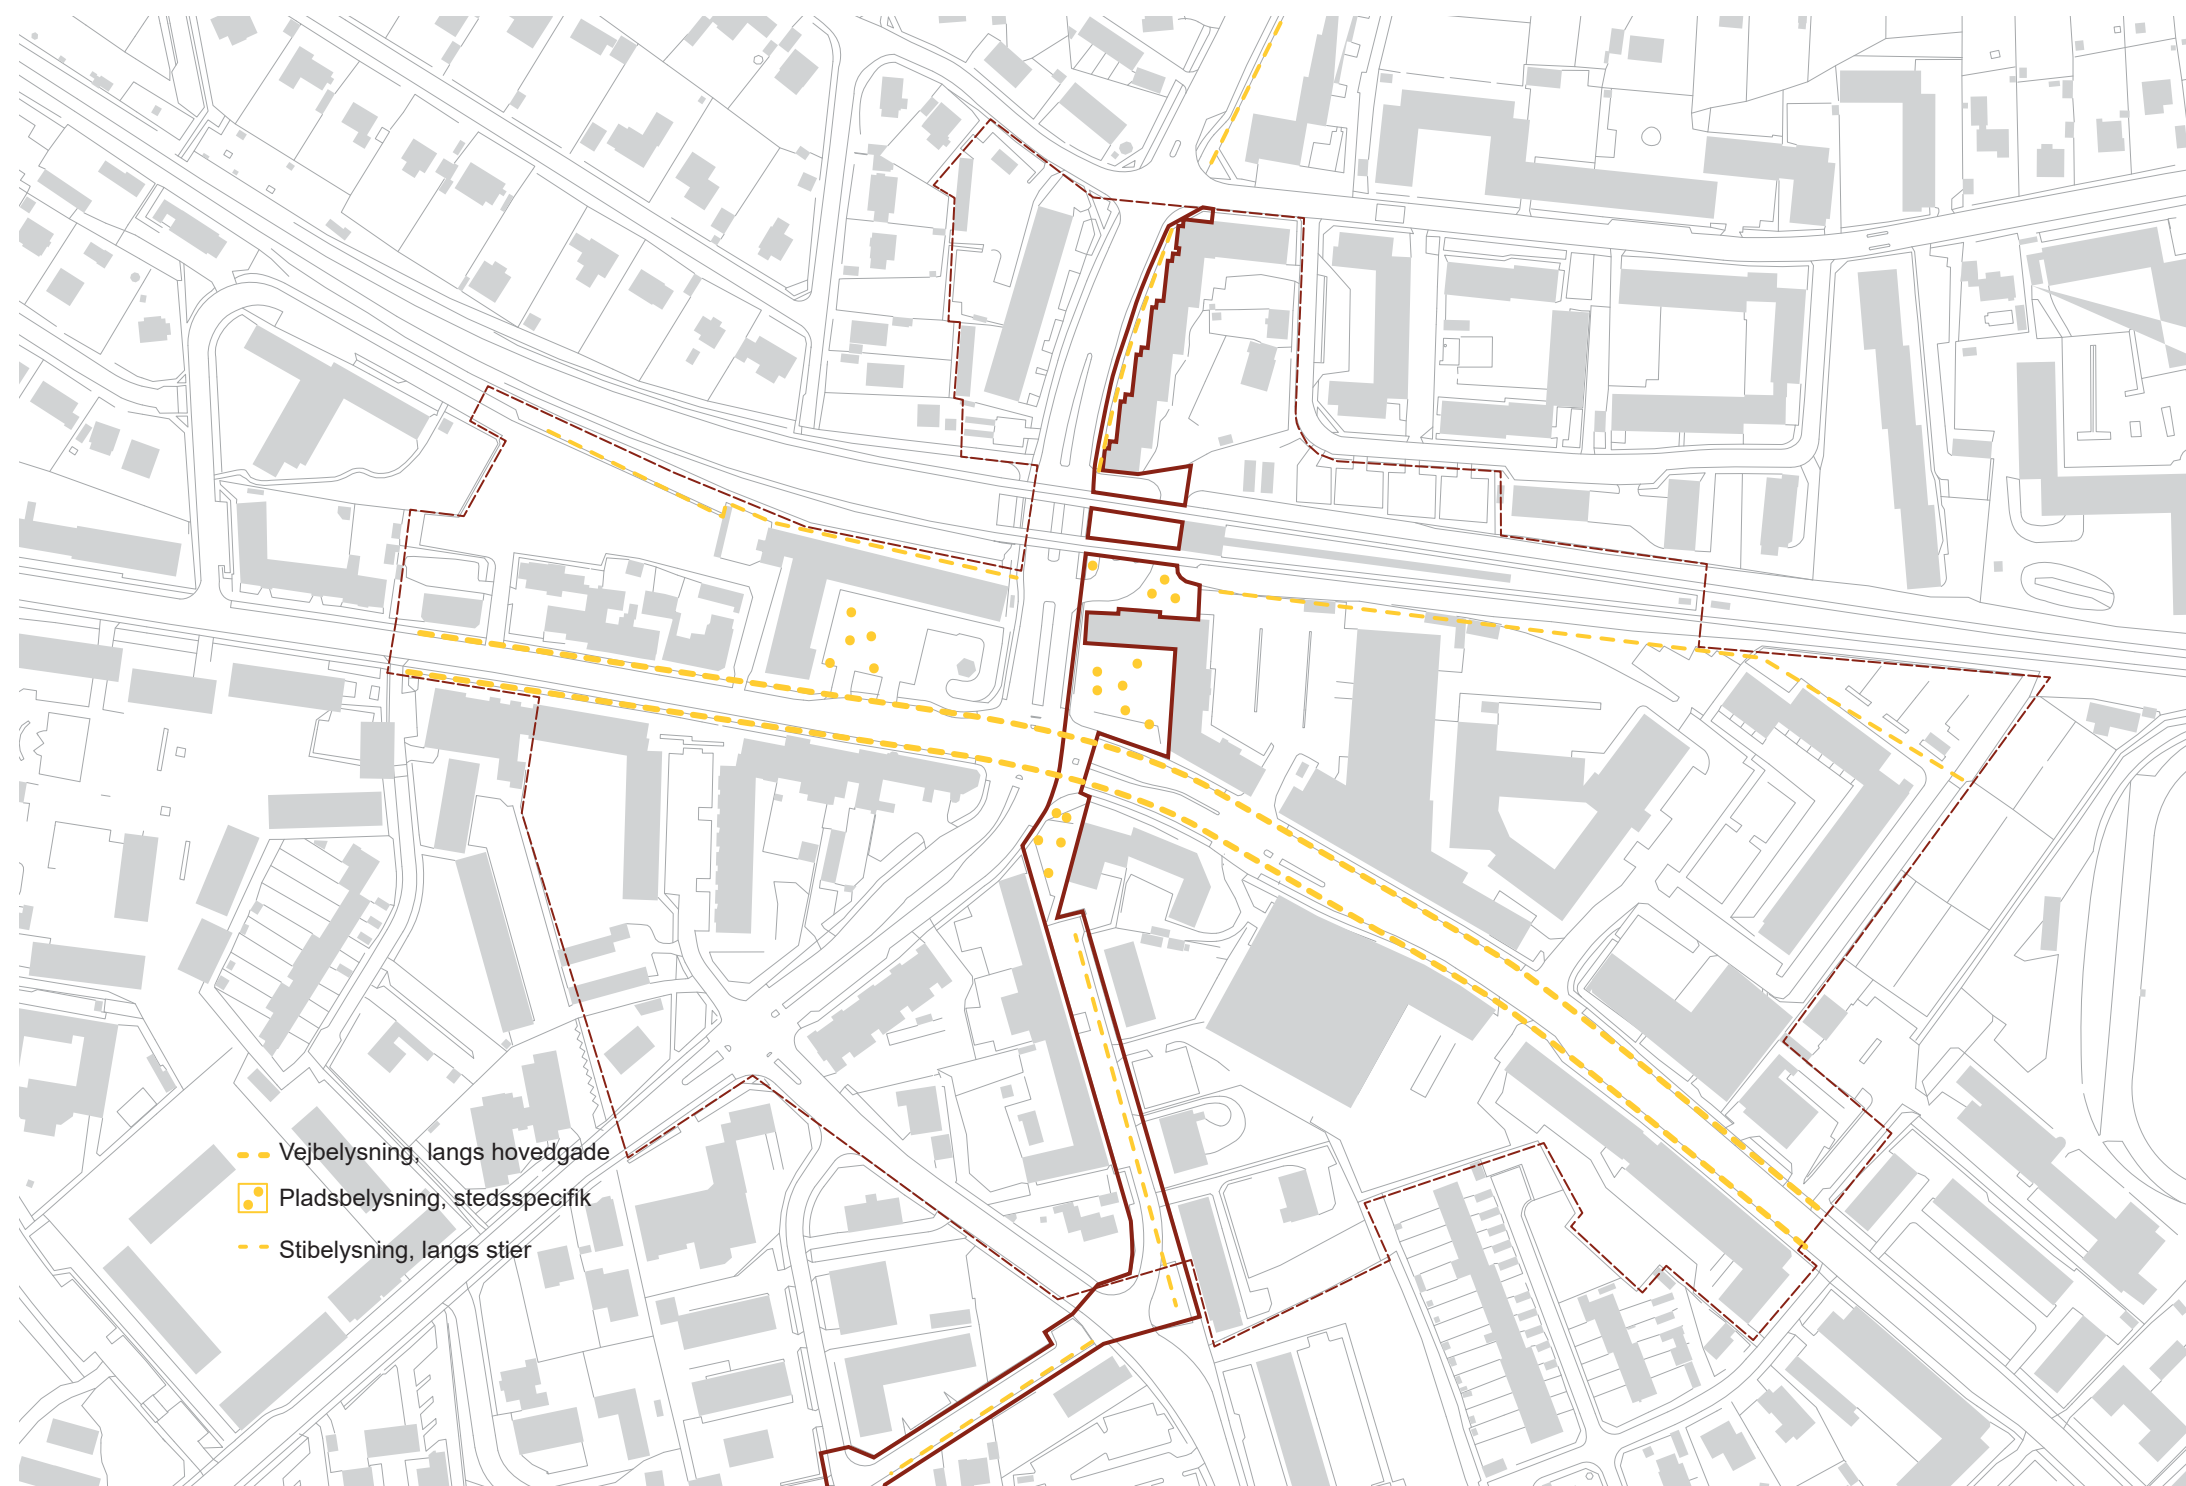 Vejbelysning, langs hovedgade
Pladsbelysning, stedsspecifik
Stibelysning, langs stier